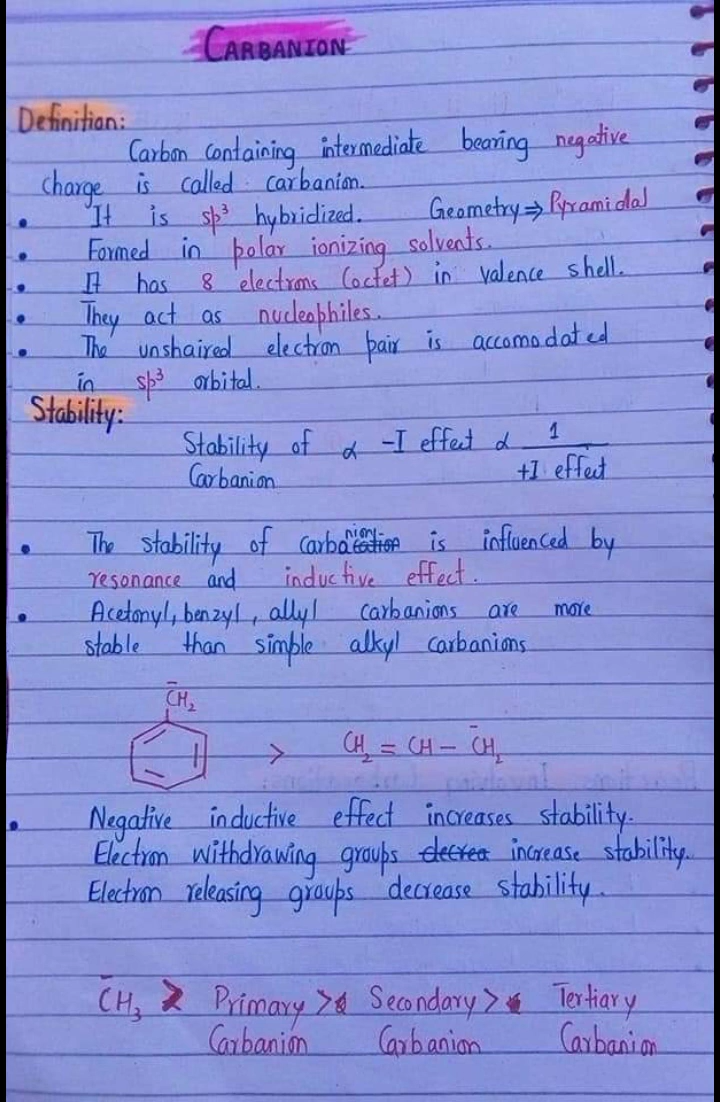 CARBANION
Definition:
Carbon containing intermediate bearing negative
charge is called carbanion.
• It is sp³ hybridized. Geometry ⇒ Pyramidal
• Formed in polar ionizing solvents.
• It has 8 electrons (octet) in valence shell.
• They act as nucleophiles.
• The unshaired electron pair is accomodated
in sp³ orbital.
Stability:
Stability of Carbanion ∝ -I effect ∝ 1 / +I effect
• The stability of carbanion is influenced by
resonance and inductive effect.
• Acetonyl, benzyl, allyl carbanions are more
stable than simple alkyl carbanions
C̄H₂
> CH₂ = CH – C̄H₂
• Negative inductive effect increases stability.
Electron withdrawing groups decrea increase stability.
Electron releasing groups decrease stability.
C̄H₃ > Primary > Secondary > Tertiary
Carbanion Carbanion Carbanion